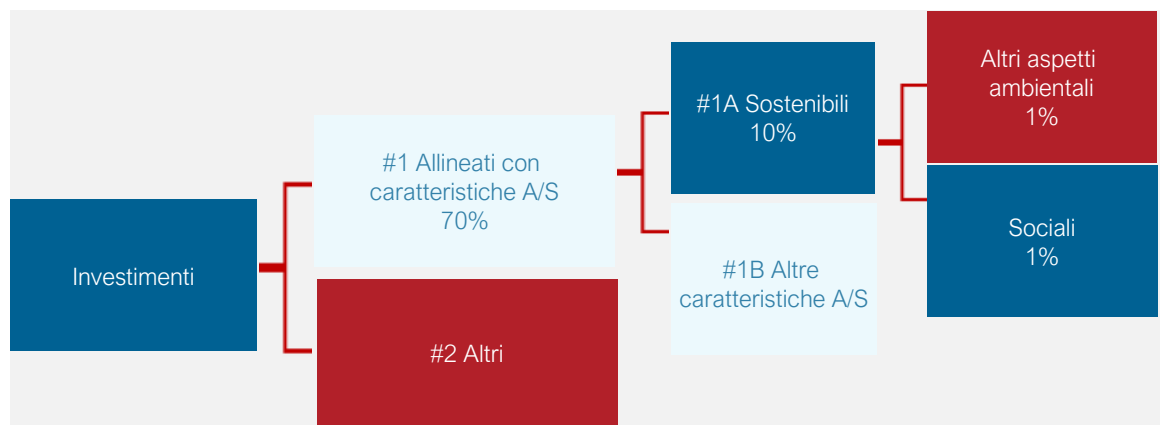 Investimenti
#1 Allineati con
caratteristiche A/S
70%
#2 Altri
#1A Sostenibili
10%
#1B Altre
caratteristiche A/S
Altri aspetti
ambientali
1%
Sociali
1%